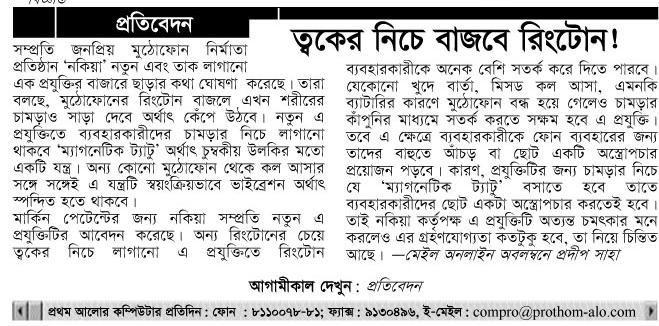 প্রতিবেদন
ত্বকের নিচে বাজবে রিংটোন!
সম্প্রতি জনপ্রিয় মুঠোফোন নির্মাতা
প্রতিষ্ঠান ‘নকিয়া’ নতুন এবং তাক লাগানো
এক প্রযুক্তির বাজারে ছাড়ার কথা ঘোষণা করেছে। তারা
বলছে, মুঠোফোনের রিংটোন বাজলে এখন শরীরের
চামড়াও সাড়া দেবে অর্থাৎ কেঁপে উঠবে। নতুন এ
প্রযুক্তিতে ব্যবহারকারীদের চামড়ার নিচে লাগানো
থাকবে ‘ম্যাগনেটিক ট্যাটু’ অর্থাৎ চুম্বকীয় উলকির মতো
একটি যন্ত্র। অন্য কোনো মুঠোফোন থেকে কল আসার
সঙ্গে সঙ্গেই এ যন্ত্রটি স্বয়ংক্রিয়ভাবে ভাইব্রেশন অর্থাৎ
স্পন্দিত হতে থাকবে।
মার্কিন পেটেন্টের জন্য নকিয়া সম্প্রতি নতুন এ
প্রযুক্তিটির আবেদন করেছে। অন্য রিংটোনের চেয়ে
ত্বকের নিচে লাগানো এ প্রযুক্তিতে রিংটোন
ব্যবহারকারীকে অনেক বেশি সতর্ক করে দিতে পারবে।
যেকোনো খুদে বার্তা, মিসড কল আসা, এমনকি
ব্যাটারির কারণে মুঠোফোন বন্ধ হয়ে গেলেও চামড়ার
কাঁপুনির মাধ্যমে সতর্ক করতে সক্ষম হবে এ প্রযুক্তি।
তবে এ ক্ষেত্রে ব্যবহারকারীকে ফোন ব্যবহারের জন্য
তাদের বাহুতে আঁচড় বা ছোট একটি অস্ত্রোপচার
প্রয়োজন পড়বে। কারণ, প্রযুক্তিটির জন্য চামড়ার নিচে
যে ‘ম্যাগনেটিক ট্যাটু’ বসাতে হবে তাতে
ব্যবহারকারীদের ছোট একটা অস্ত্রোপচার করতেই হবে।
তাই নকিয়া কর্তৃপক্ষ এ প্রযুক্তিটি অত্যন্ত চমৎকার মনে
করলেও এর গ্রহণযোগ্যতা কতটুকু হবে, তা নিয়ে চিন্তিত
আছে। —মেইল অনলাইন অবলম্বনে প্রদীপ সাহা
আগামীকাল দেখুন : প্রতিবেদন
প্রথম আলোর কম্পিউটার প্রতিদিন : ফোন : ৮১১০০৭৮-৮১; ফ্যাক্স : ৯১৩০৪৯৬, ই-মেইল : compro@prothom-alo.com